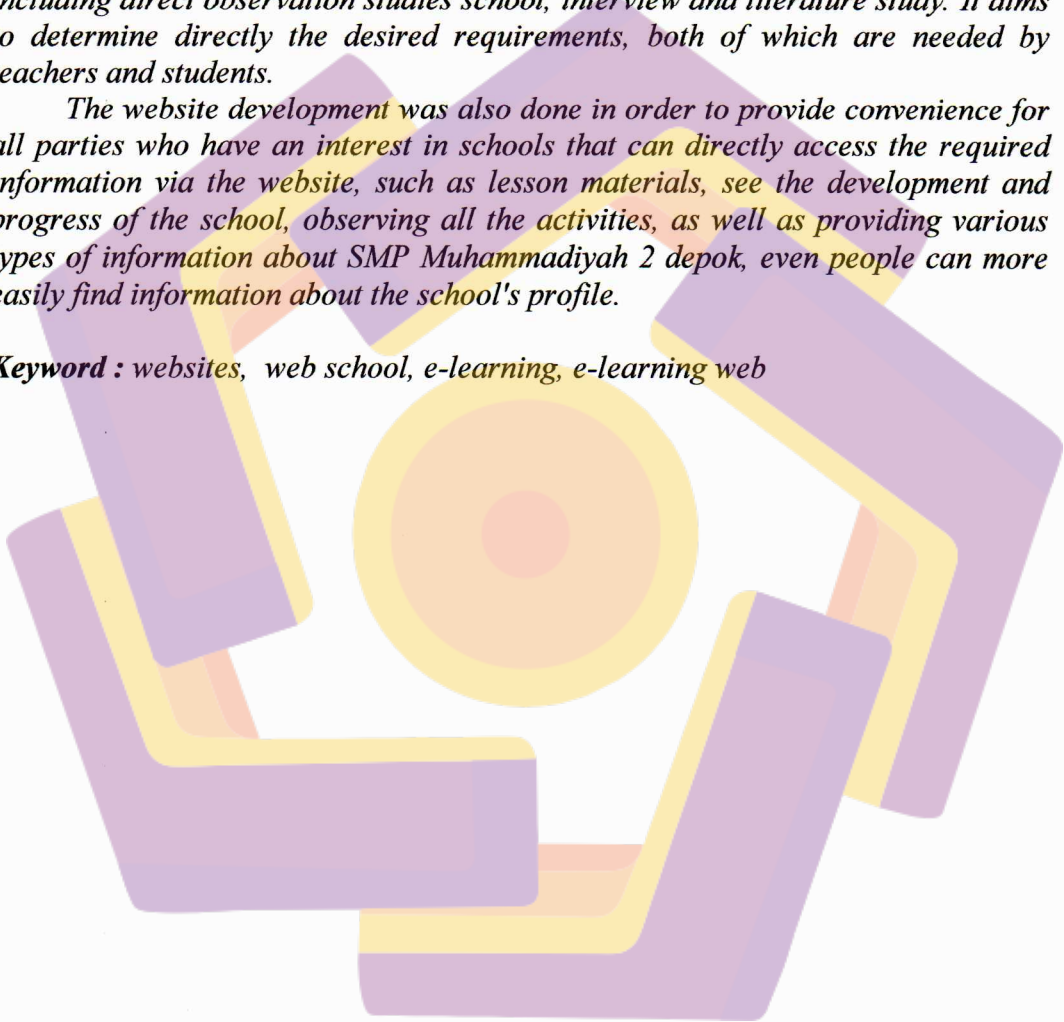 including direct observation studies school, interview and literature study. It aims
to determine directly the desired requirements, both of which are needed by
teachers and students.
The website development was also done in order to provide convenience for
all parties who have an interest in schools that can directly access the required
information via the website, such as lesson materials, see the development and
progress of the school, observing all the activities, as well as providing various
types of information about SMP Muhammadiyah 2 depok, even people can more
easily find information about the school's profile.
Keyword : websites, web school, e-learning, e-learning web